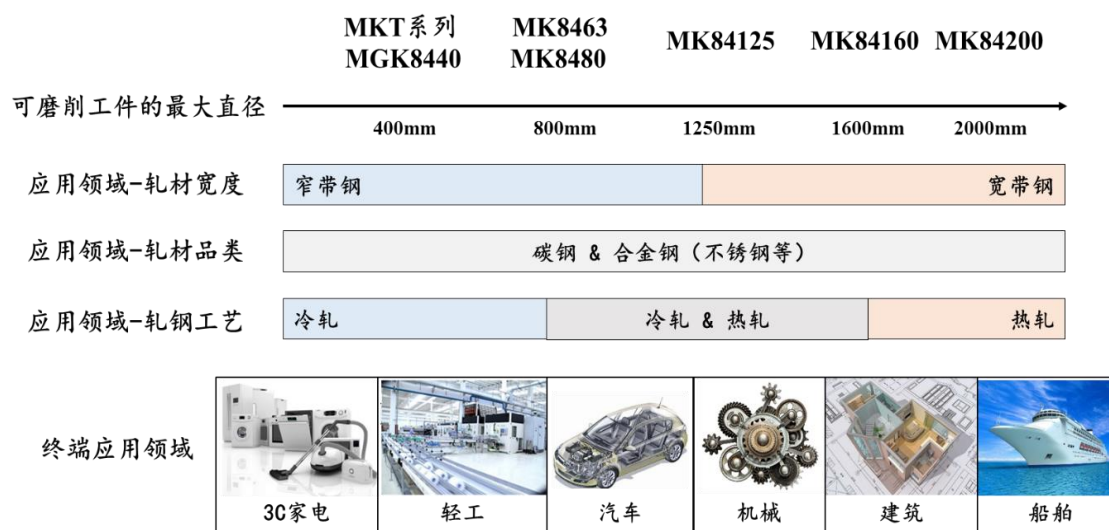 MKT系列 MK8463 MK84125 MK84160 MK84200
MGK8440 MK8480
可磨削工件的最大直径
400mm 800mm 1250mm 1600mm 2000mm
应用领域-轧材宽度 窄带钢 宽带钢
应用领域-轧材品类 碳钢 & 合金钢（不锈钢等）
应用领域-轧钢工艺 冷轧 冷轧 & 热轧 热轧
终端应用领域
3C家电 轻工 汽车 机械 建筑 船舶